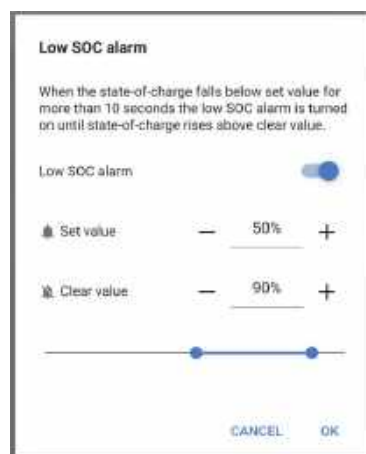 Low SOC alarm
When the state-of-charge falls below set value for
more than 10 seconds the low SOC alarm is turned
on until state-of-charge rises above clear value.
Low SOC alarm
Set value — 50% +
Clear value — 90% +
CANCEL OK